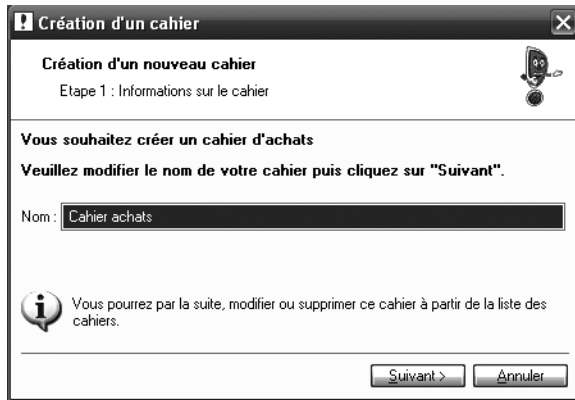 Création d'un cahier
Création d'un nouveau cahier
Etape 1 : Informations sur le cahier
Vous souhaitez créer un cahier d'achats
Veuillez modifier le nom de votre cahier puis cliquez sur "Suivant".
Nom : Cahier achats
Vous pourrez par la suite, modifier ou supprimer ce cahier à partir de la liste des
cahiers.
Suivant > Annuler